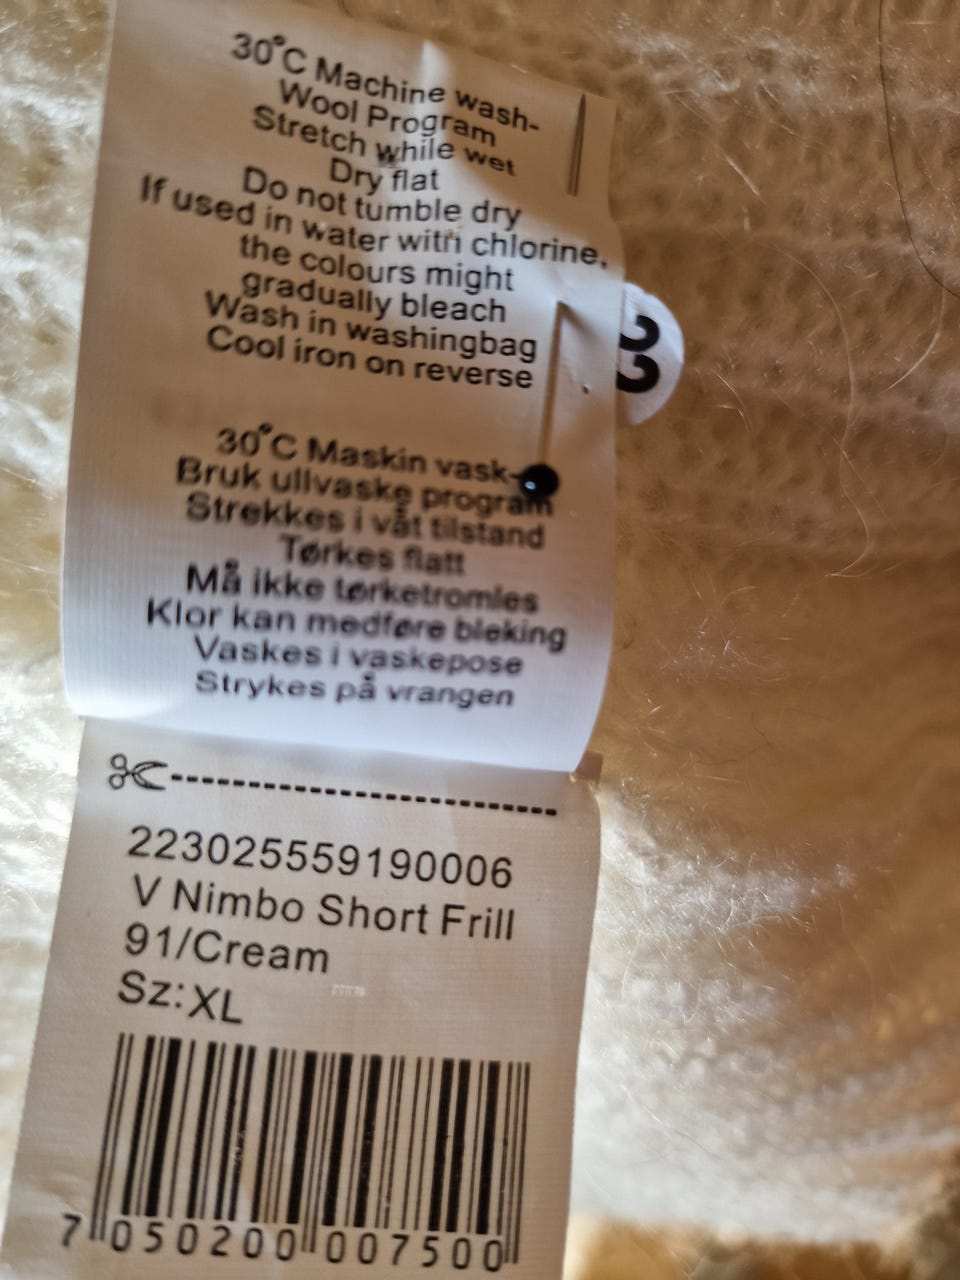 30°C Machine wash-
Wool Program
Stretch while wet
Dry flat
Do not tumble dry
If used in water with chlorine,
the colours might
gradually bleach
Wash in washingbag
Cool iron on reverse
30°C Maskin vask-
Bruk ullvaske program
Strekkes i våt tilstand
Tørkes flatt
Må ikke tørketromles
Klor kan medføre bleking
Vaskes i vaskepose
Strykes på vrangen
223025559190006
V Nimbo Short Frill
91/Cream
Sz:XL
7 050200 007500